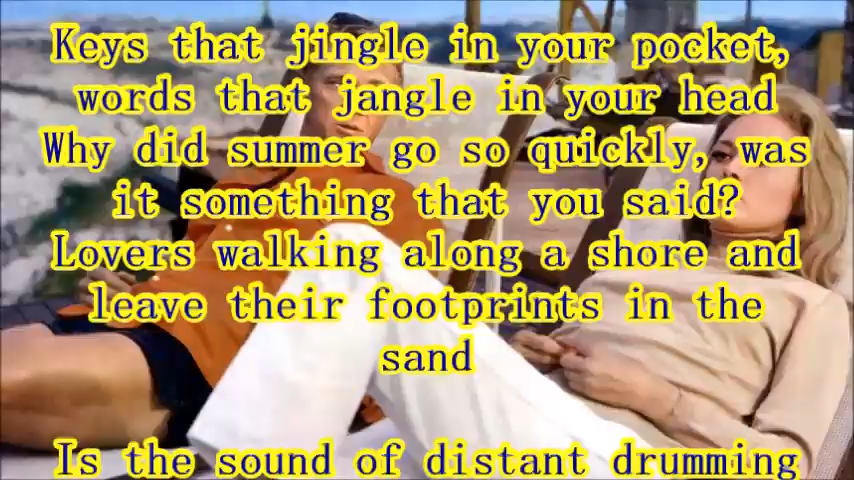 Keys that jingle in your pocket,
words that jangle in your head
Why did summer go so quickly, was
it something that you said?
Lovers walking along a shore and
leave their footprints in the
sand
Is the sound of distant drumming